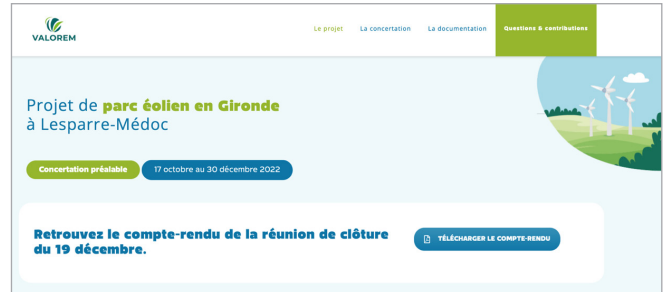 VALOREM
Le projet La concertation La documentation Questions & contributions
Projet de parc éolien en Gironde
à Lesparre-Médoc
Concertation préalable 17 octobre au 30 décembre 2022
Retrouvez le compte-rendu de la réunion de clôture
du 19 décembre.
TÉLÉCHARGER LE COMPTE-RENDU